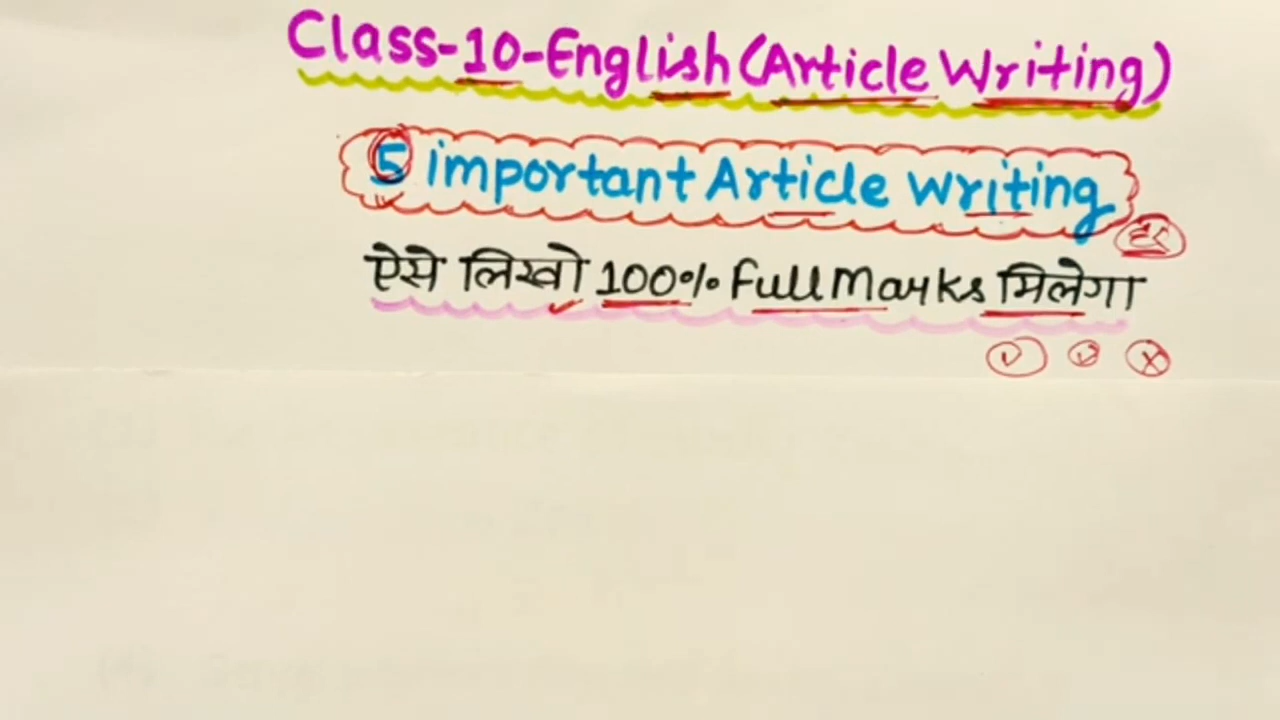 Class-10-English (Article Writing)
5 important Article Writing
ऐसे लिखो 100% Full Marks मिलेगा